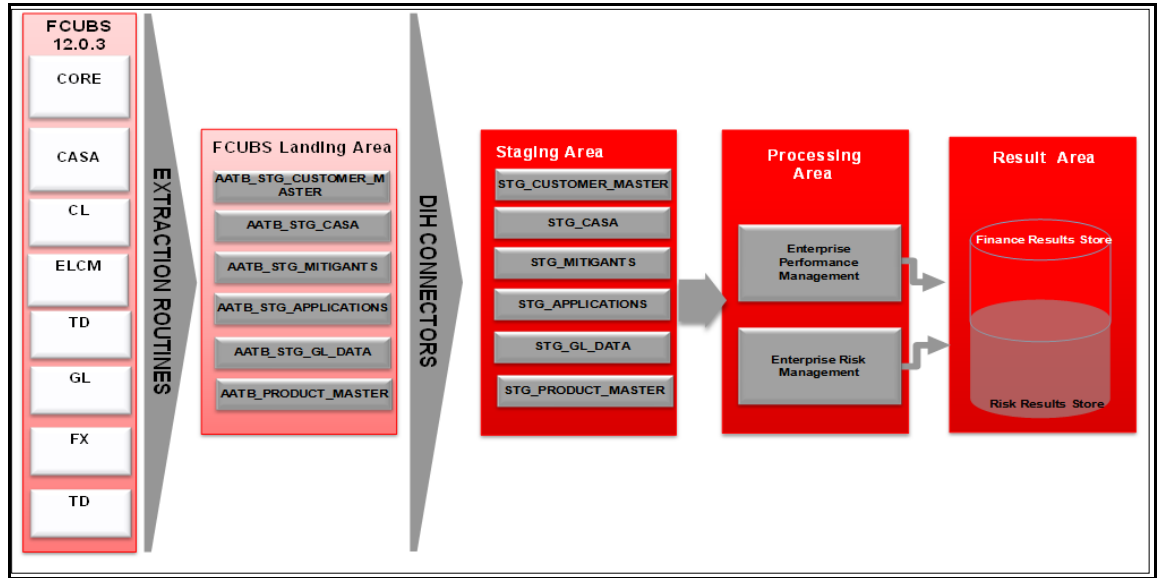 FCUBS
12.0.3
CORE
CASA
CL
ELCM
TD
GL
FX
TD
EXTRACTION ROUTINES
FCUBS Landing Area
AATB_STG_CUSTOMER_M
ASTER
AATB_STG_CASA
AATB_STG_MITIGANTS
AATB_STG_APPLICATIONS
AATB_STG_GL_DATA
AATB_PRODUCT_MASTER
DIH CONNECTORS
Staging Area
STG_CUSTOMER_MASTER
STG_CASA
STG_MITIGANTS
STG_APPLICATIONS
STG_GL_DATA
STG_PRODUCT_MASTER
Processing
Area
Enterprise
Performance
Management
Enterprise Risk
Management
Result Area
Finance Results Store
Risk Results Store